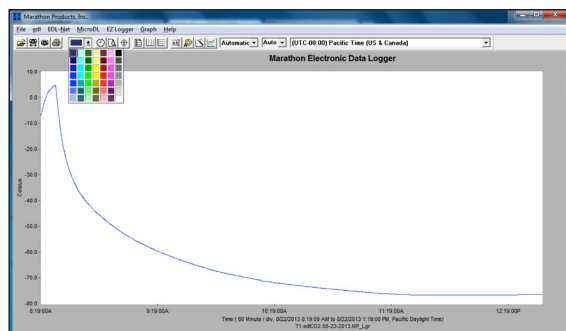 Marathon Products, Inc.
File edl EDL-Net MicroDL EZ Logger Graph Help
Automatic Auto (UTC-08:00) Pacific Time (US & Canada)
Marathon Electronic Data Logger
10.0
0.0
-10.0
-20.0
-30.0
-40.0
-50.0
-60.0
-70.0
-80.0
Celsius
8:19:00A 9:19:00A 10:19:00A 11:19:00A 12:19:00P
Time ( 60 Minute / div, 8/22/2013 8:19:00 AM to 8/22/2013 1:19:00 PM, Pacific Daylight Time)
T1 edlCO2 08-23-2013.MP_Lgr